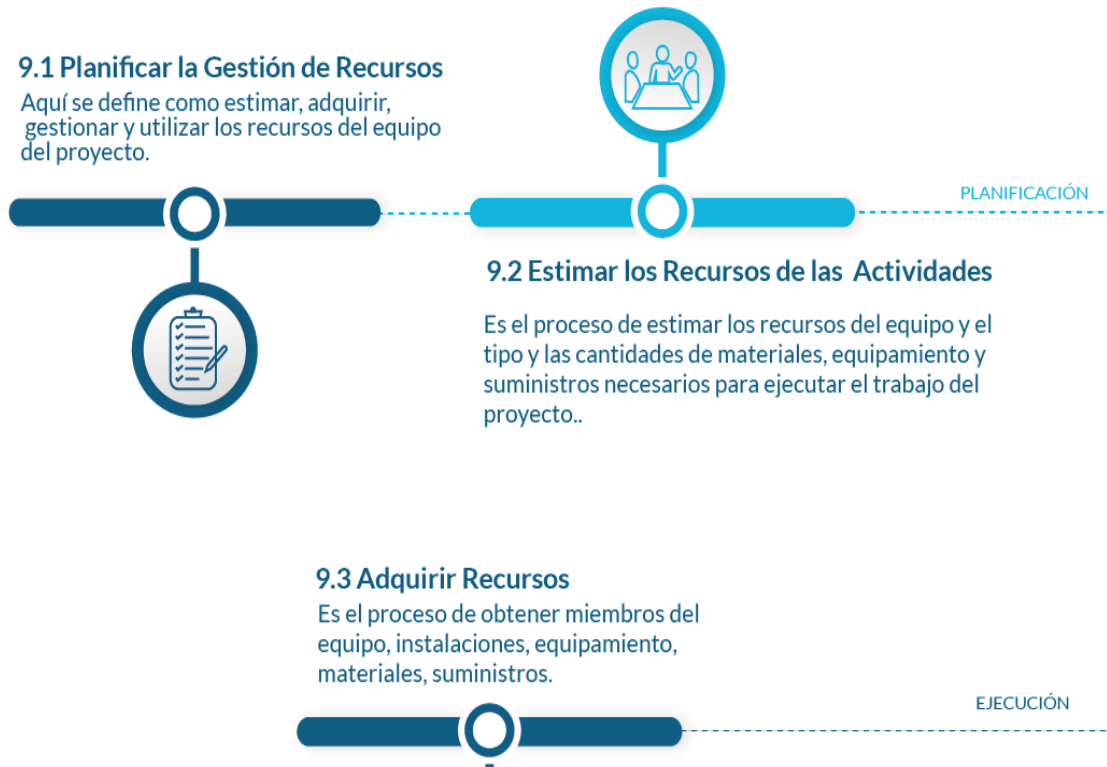 9.1 Planificar la Gestión de Recursos
Aquí se define como estimar, adquirir,
gestionar y utilizar los recursos del equipo
del proyecto.
PLANIFICACIÓN
9.2 Estimar los Recursos de las Actividades
Es el proceso de estimar los recursos del equipo y el
tipo y las cantidades de materiales, equipamiento y
suministros necesarios para ejecutar el trabajo del
proyecto..
9.3 Adquirir Recursos
Es el proceso de obtener miembros del
equipo, instalaciones, equipamiento,
materiales, suministros.
EJECUCIÓN